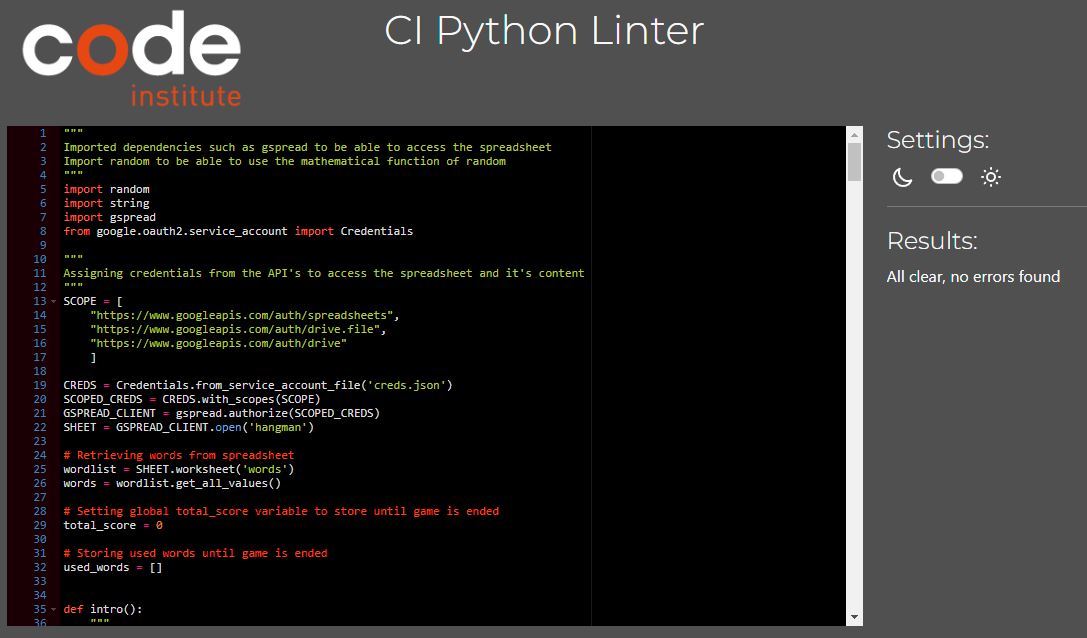 code
institute
CI Python Linter
1 """
2 Imported dependencies such as gspread to be able to access the spreadsheet
3 Import random to be able to use the mathematical function of random
4 """
5 import random
6 import string
7 import gspread
8 from google.oauth2.service_account import Credentials
9
10 """
11 Assigning credentials from the API's to access the spreadsheet and it's content
12 """
13 SCOPE = [
14     "https://www.googleapis.com/auth/spreadsheets",
15     "https://www.googleapis.com/auth/drive.file",
16     "https://www.googleapis.com/auth/drive"
17     ]
18
19 CREDS = Credentials.from_service_account_file('creds.json')
20 SCOPED_CREDS = CREDS.with_scopes(SCOPE)
21 GSPREAD_CLIENT = gspread.authorize(SCOPED_CREDS)
22 SHEET = GSPREAD_CLIENT.open('hangman')
23
24 # Retrieving words from spreadsheet
25 wordlist = SHEET.worksheet('words')
26 words = wordlist.get_all_values()
27
28 # Setting global total_score variable to store until game is ended
29 total_score = 0
30
31 # Storing used words until game is ended
32 used_words = []
33
34
35 def intro():
36     """
Settings:
Results:
All clear, no errors found